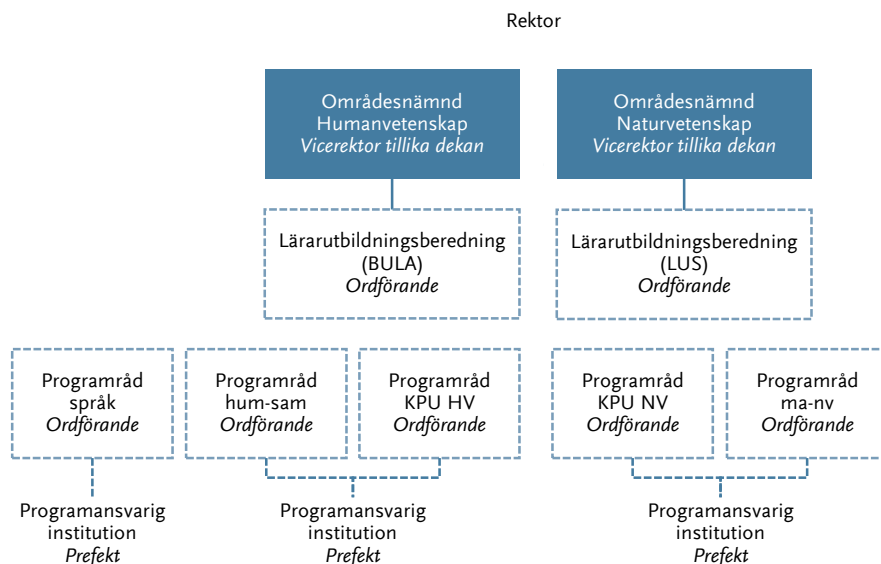 Rektor
Områdesnämnd
Humanvetenskap
Vicerektor tillika dekan
Områdesnämnd
Naturvetenskap
Vicerektor tillika dekan
Lärarutbildningsberedning
(BULA)
Ordförande
Lärarutbildningsberedning
(LUS)
Ordförande
Programråd
språk
Ordförande
Programråd
hum-sam
Ordförande
Programråd
KPU HV
Ordförande
Programråd
KPU NV
Ordförande
Programråd
ma-nv
Ordförande
Programansvarig
institution
Prefekt
Programansvarig
institution
Prefekt
Programansvarig
institution
Prefekt